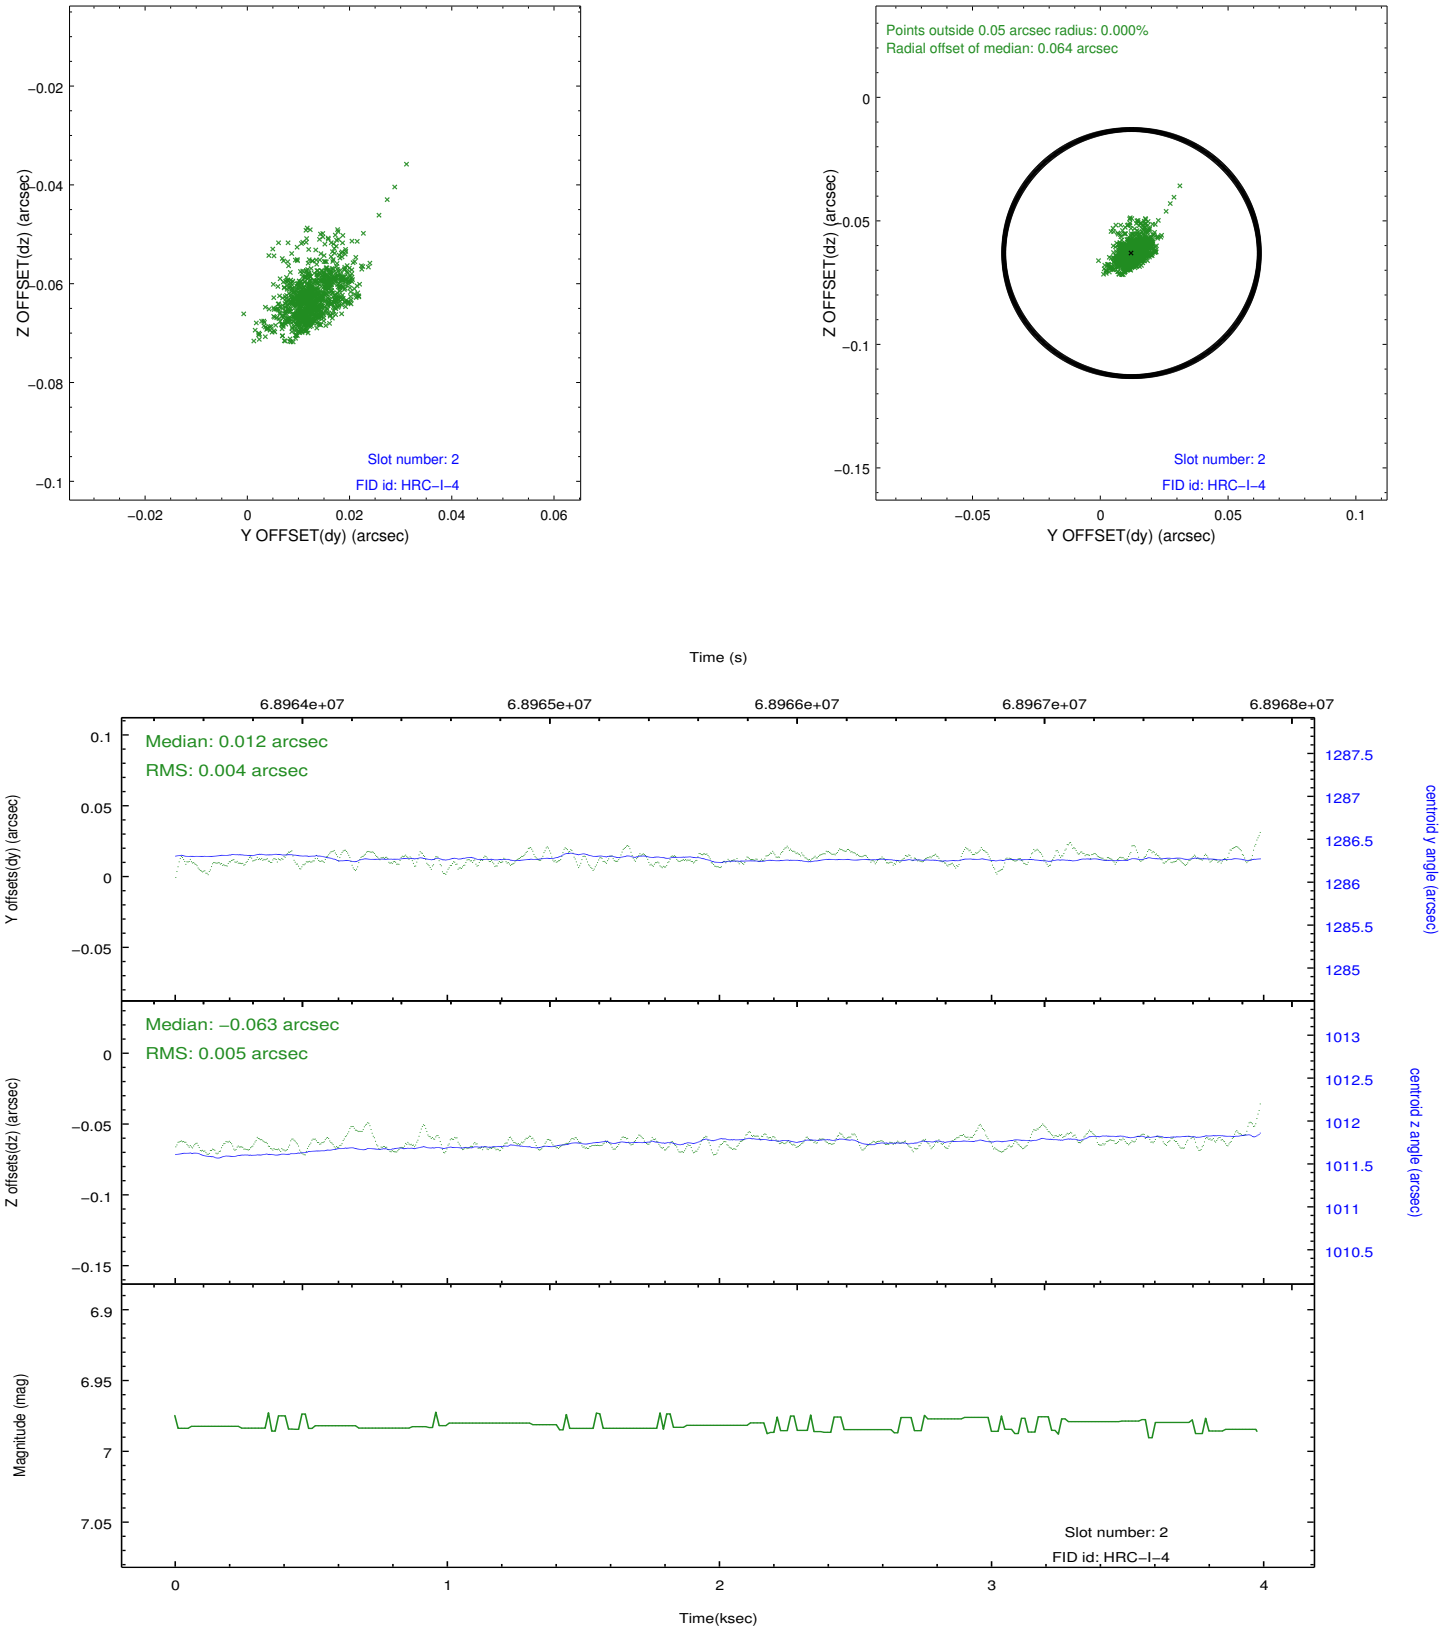 −0.02
−0.04
−0.06
−0.08
−0.1
Z OFFSET(dz) (arcsec)
Slot number: 2
FID id: HRC−I−4
−0.02 0 0.02 0.04 0.06
Y OFFSET(dy) (arcsec)
Points outside 0.05 arcsec radius: 0.000%
Radial offset of median: 0.064 arcsec
0
−0.05
−0.1
−0.15
Z OFFSET(dz) (arcsec)
Slot number: 2
FID id: HRC−I−4
−0.05 0 0.05 0.1
Y OFFSET(dy) (arcsec)
Time (s)
6.8964e+07 6.8965e+07 6.8966e+07 6.8967e+07 6.8968e+07
Median: 0.012 arcsec
RMS: 0.004 arcsec
0.1
0.05
0
−0.05
Y offsets(dy) (arcsec)
1287.5
1287
1286.5
1286
1285.5
1285
centroid y angle (arcsec)
Median: −0.063 arcsec
RMS: 0.005 arcsec
0
−0.05
−0.1
−0.15
Z offsets(dz) (arcsec)
1013
1012.5
1012
1011.5
1011
1010.5
centroid z angle (arcsec)
6.9
6.95
7
7.05
Magnitude (mag)
Slot number: 2
FID id: HRC−I−4
0 1 2 3 4
Time(ksec)